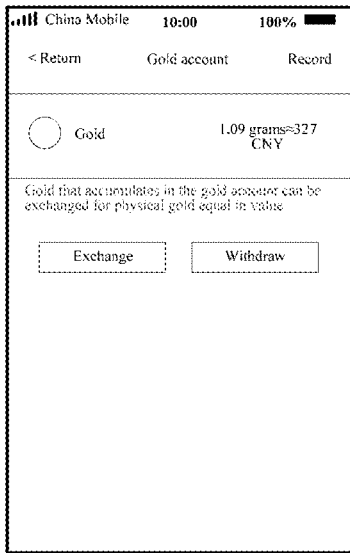 China Mobile 10:00 100%
< Return Gold account Record
Gold 1.09 grams≈327
CNY
Gold that accumulates in the gold account can be
exchanged for physical gold equal in value
Exchange Withdraw